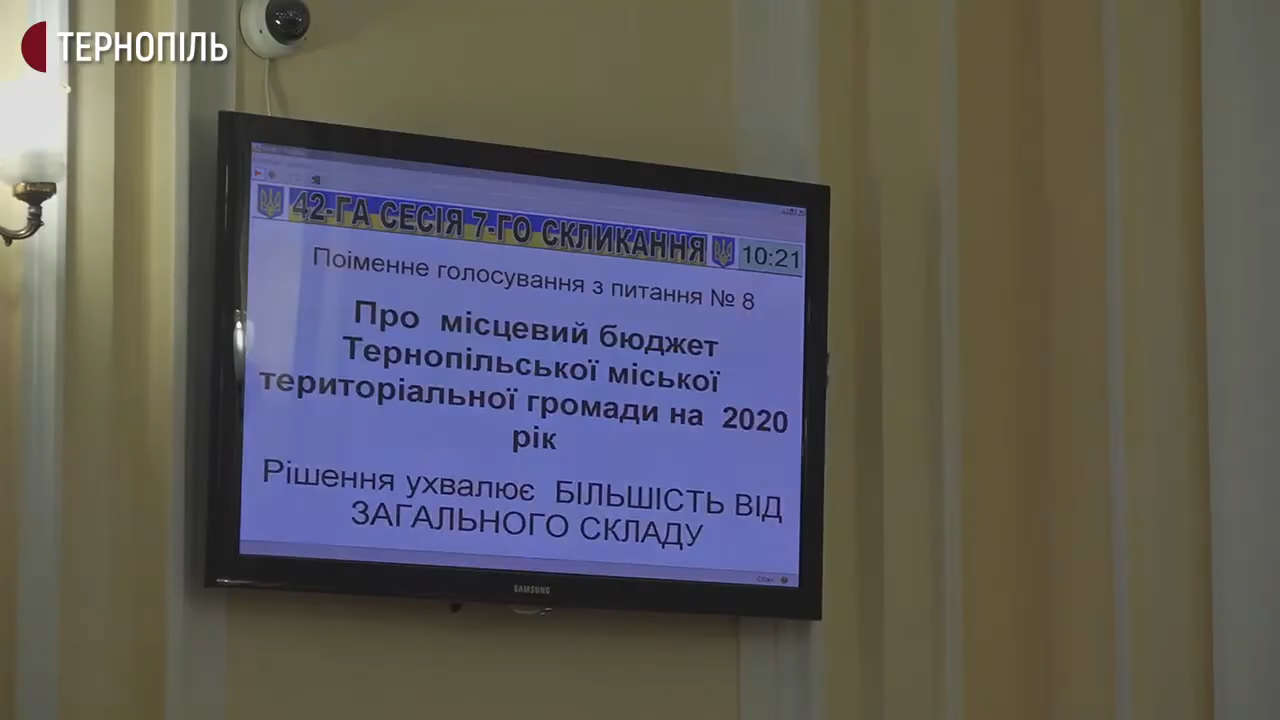 ТЕРНОПІЛЬ
42-ГА СЕСІЯ 7-ГО СКЛИКАННЯ
10:21
Поіменне голосування з питання № 8
Про місцевий бюджет
Тернопільської міської
територіальної громади на 2020
рік
Рішення ухвалює БІЛЬШІСТЬ ВІД
ЗАГАЛЬНОГО СКЛАДУ
SAMSUNG